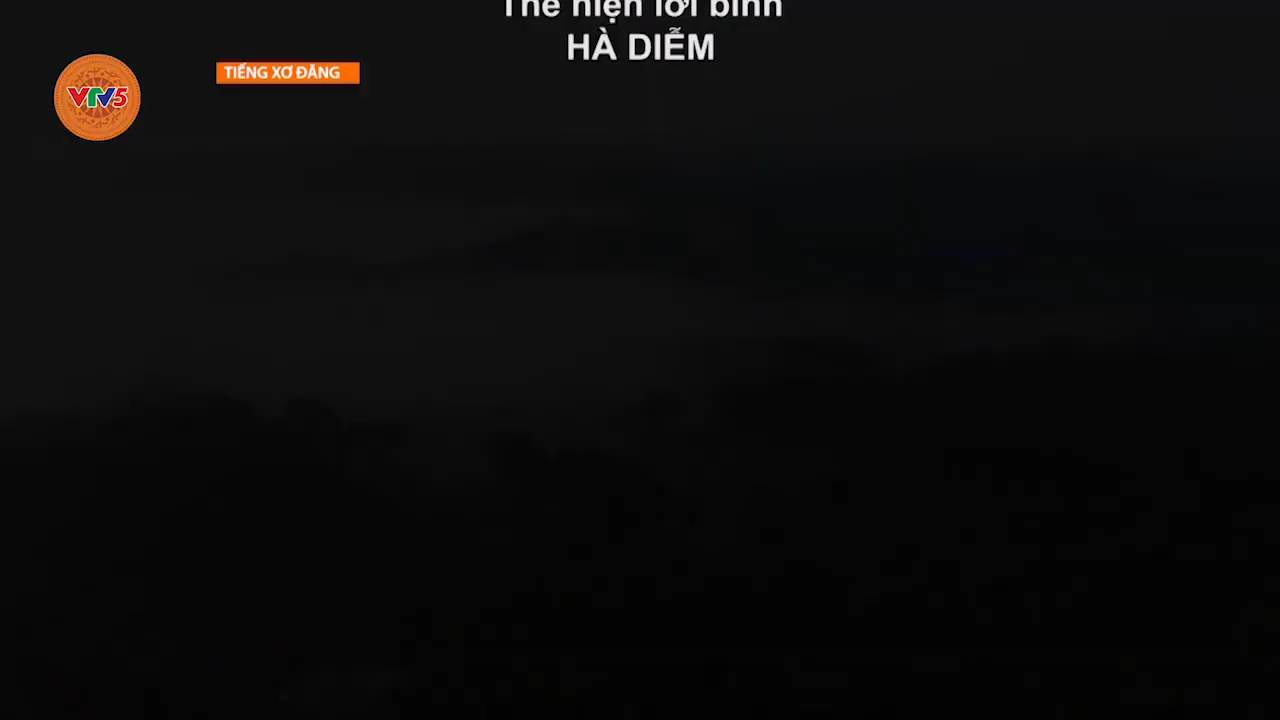 Thể hiện lời bình
HÀ DIỄM
TIẾNG XƠ ĐĂNG
VTV5